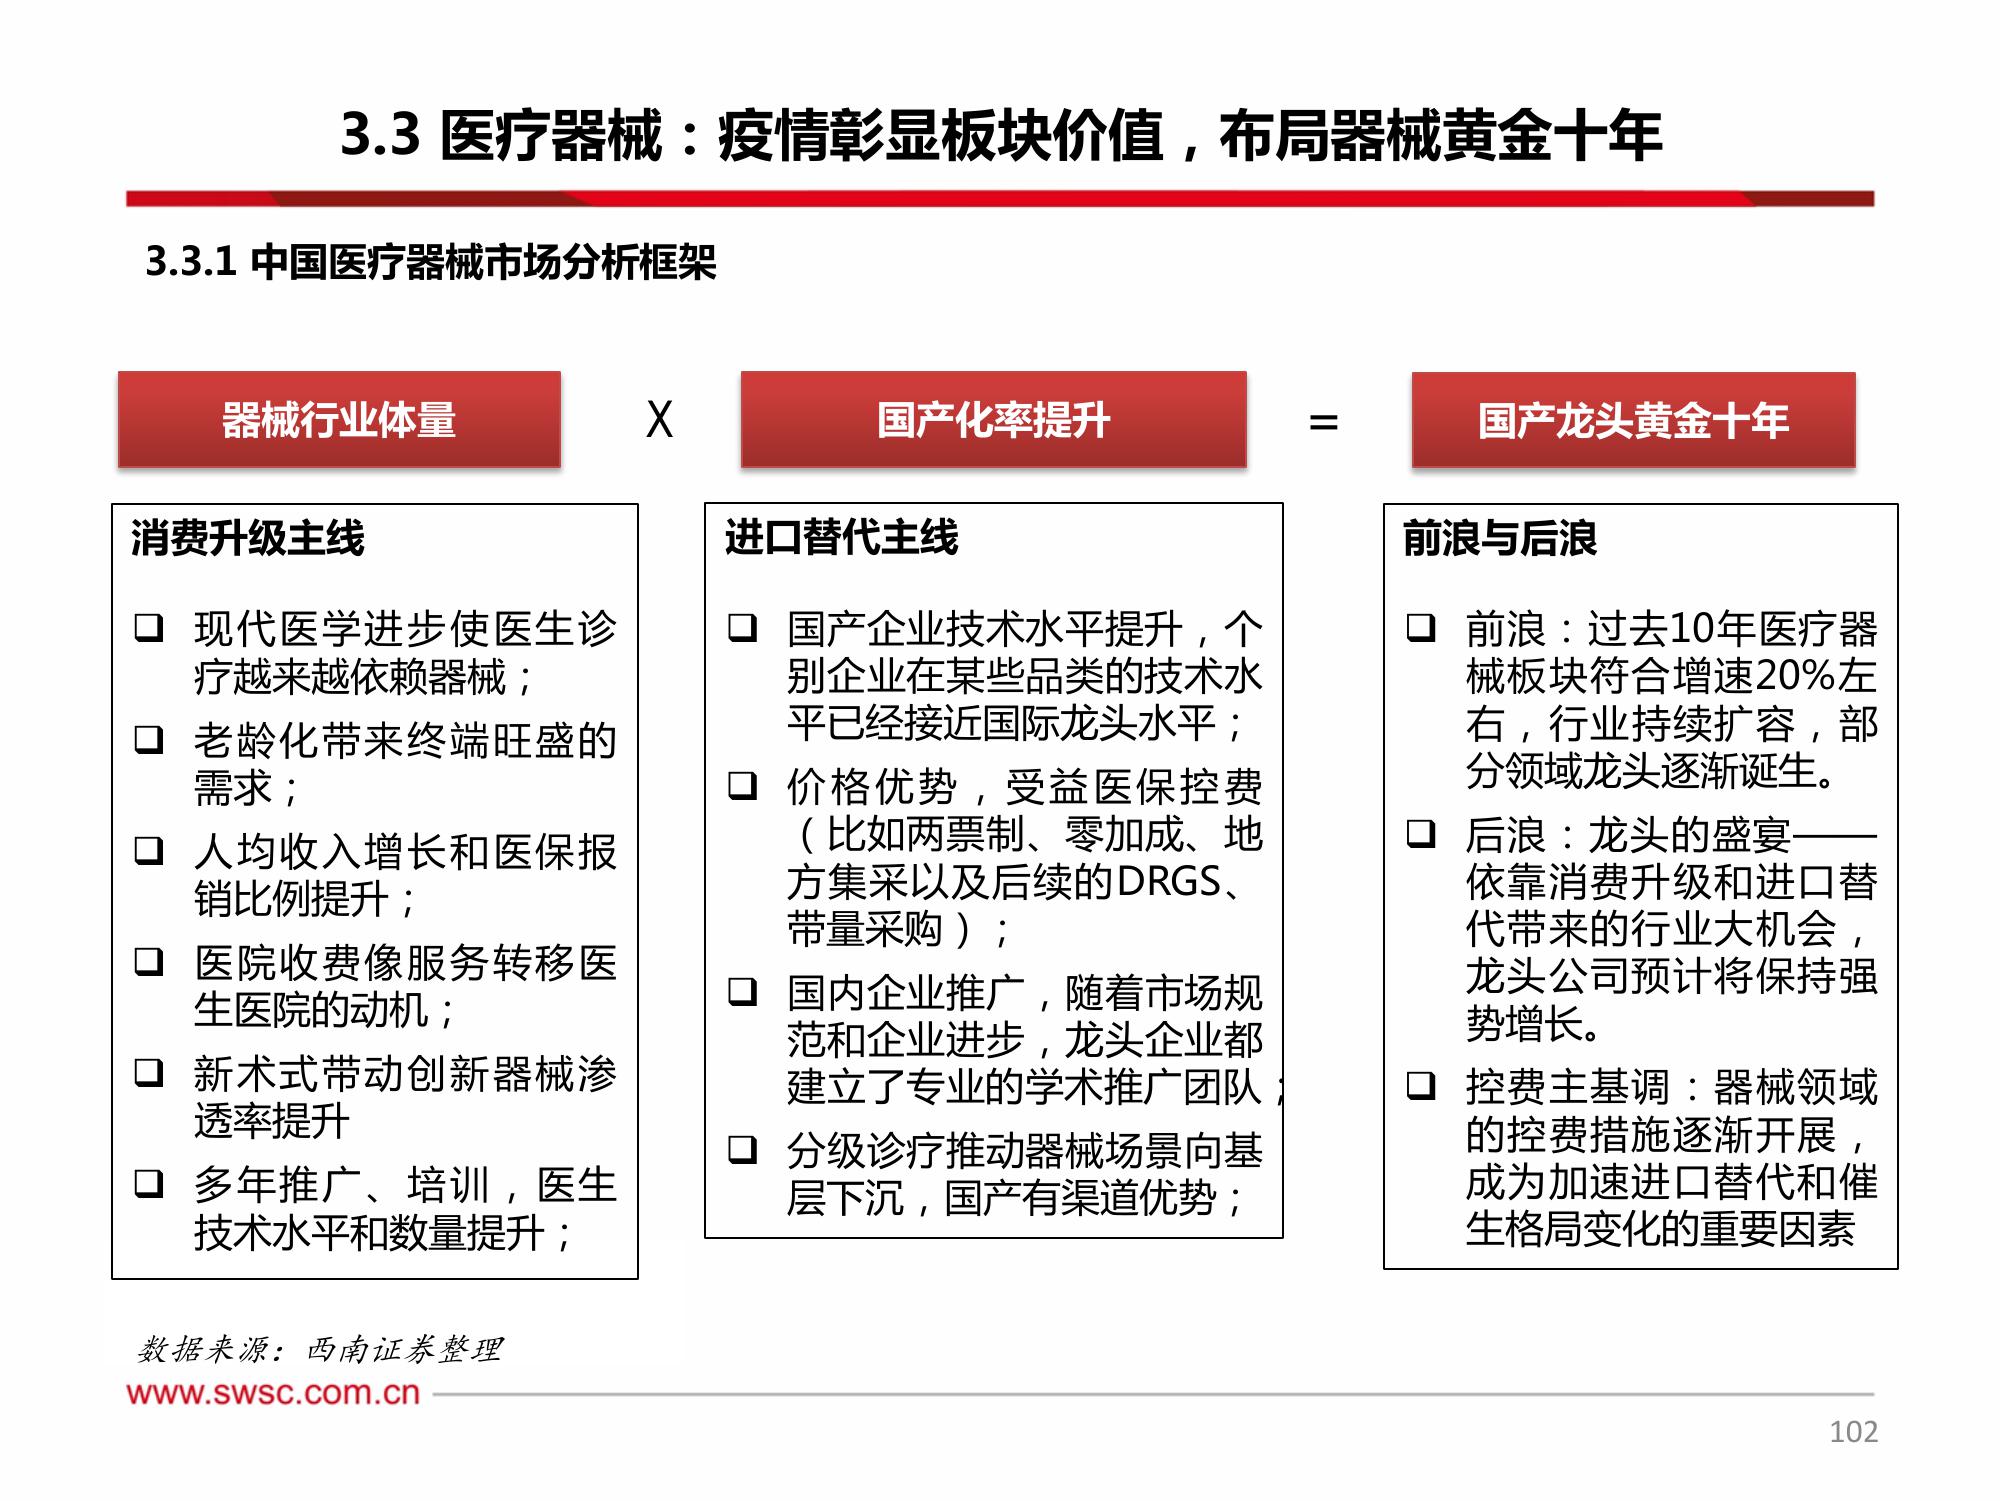 3.3 医疗器械：疫情彰显板块价值，布局器械黄金十年
3.3.1 中国医疗器械市场分析框架
器械行业体量
X
国产化率提升
=
国产龙头黄金十年
消费升级主线
❑ 现代医学进步使医生诊
疗越来越依赖器械；
❑ 老龄化带来终端旺盛的
需求；
❑ 人均收入增长和医保报
销比例提升；
❑ 医院收费像服务转移医
生医院的动机；
❑ 新术式带动创新器械渗
透率提升
❑ 多年推广、培训，医生
技术水平和数量提升；
进口替代主线
❑ 国产企业技术水平提升，个
别企业在某些品类的技术水
平已经接近国际龙头水平；
❑ 价格优势，受益医保控费
（比如两票制、零加成、地
方集采以及后续的DRGS、
带量采购）；
❑ 国内企业推广，随着市场规
范和企业进步，龙头企业都
建立了专业的学术推广团队；
❑ 分级诊疗推动器械场景向基
层下沉，国产有渠道优势；
前浪与后浪
❑ 前浪：过去10年医疗器
械板块符合增速20%左
右，行业持续扩容，部
分领域龙头逐渐诞生。
❑ 后浪：龙头的盛宴——
依靠消费升级和进口替
代带来的行业大机会，
龙头公司预计将保持强
势增长。
❑ 控费主基调：器械领域
的控费措施逐渐开展，
成为加速进口替代和催
生格局变化的重要因素
数据来源：西南证券整理
www.swsc.com.cn
102